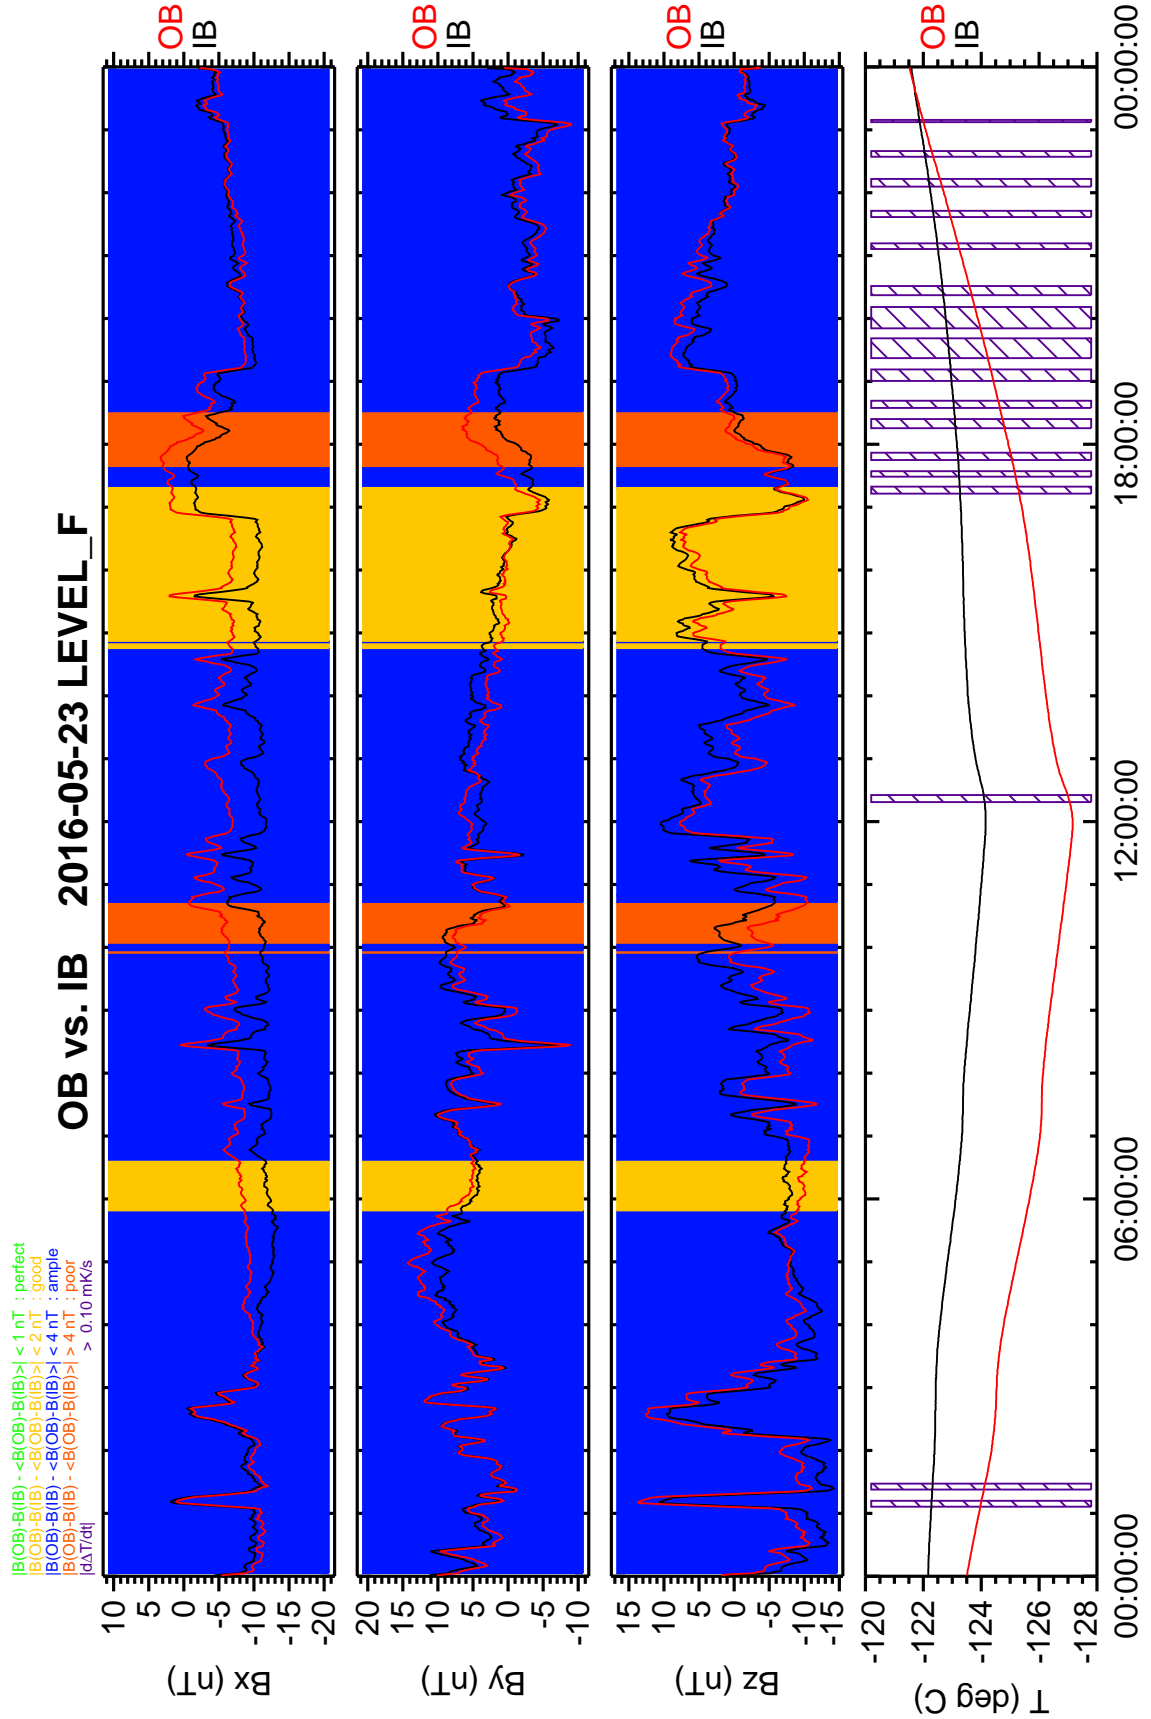 |B(OB)-B(IB) - <B(OB)-B(IB)>| < 1 nT : perfect
|B(OB)-B(IB) - <B(OB)-B(IB)>| < 2 nT : good
|B(OB)-B(IB) - <B(OB)-B(IB)>| < 4 nT : ample
|B(OB)-B(IB) - <B(OB)-B(IB)>| > 4 nT : poor
|dΔT/dt| > 0.10 mK/s
OB vs. IB 2016-05-23 LEVEL_F
Bx (nT)
10
5
0
-5
-10
-15
-20
OB
IB
By (nT)
20
15
10
5
0
-5
-10
OB
IB
Bz (nT)
15
10
5
0
-5
-10
-15
OB
IB
T (deg C)
-120
-122
-124
-126
-128
OB
IB
00:00:00
06:00:00
12:00:00
18:00:00
00:00:00